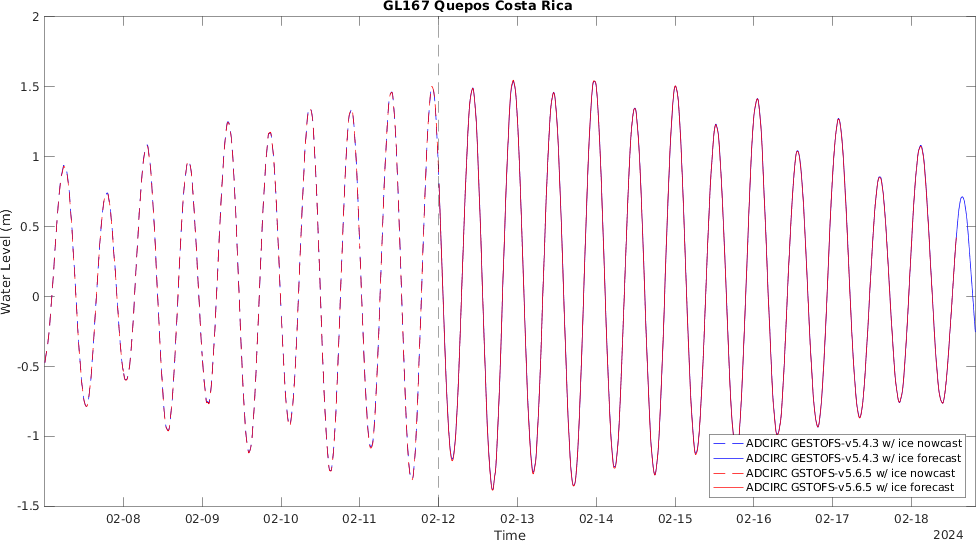 GL167 Quepos Costa Rica
2
1.5
1
0.5
0
-0.5
-1
-1.5
Water Level (m)
ADCIRC GESTOFS-v5.4.3 w/ ice nowcast
ADCIRC GESTOFS-v5.4.3 w/ ice forecast
ADCIRC GSTOFS-v5.6.5 w/ ice nowcast
ADCIRC GSTOFS-v5.6.5 w/ ice forecast
02-08 02-09 02-10 02-11 02-12 02-13 02-14 02-15 02-16 02-17 02-18
Time
2024